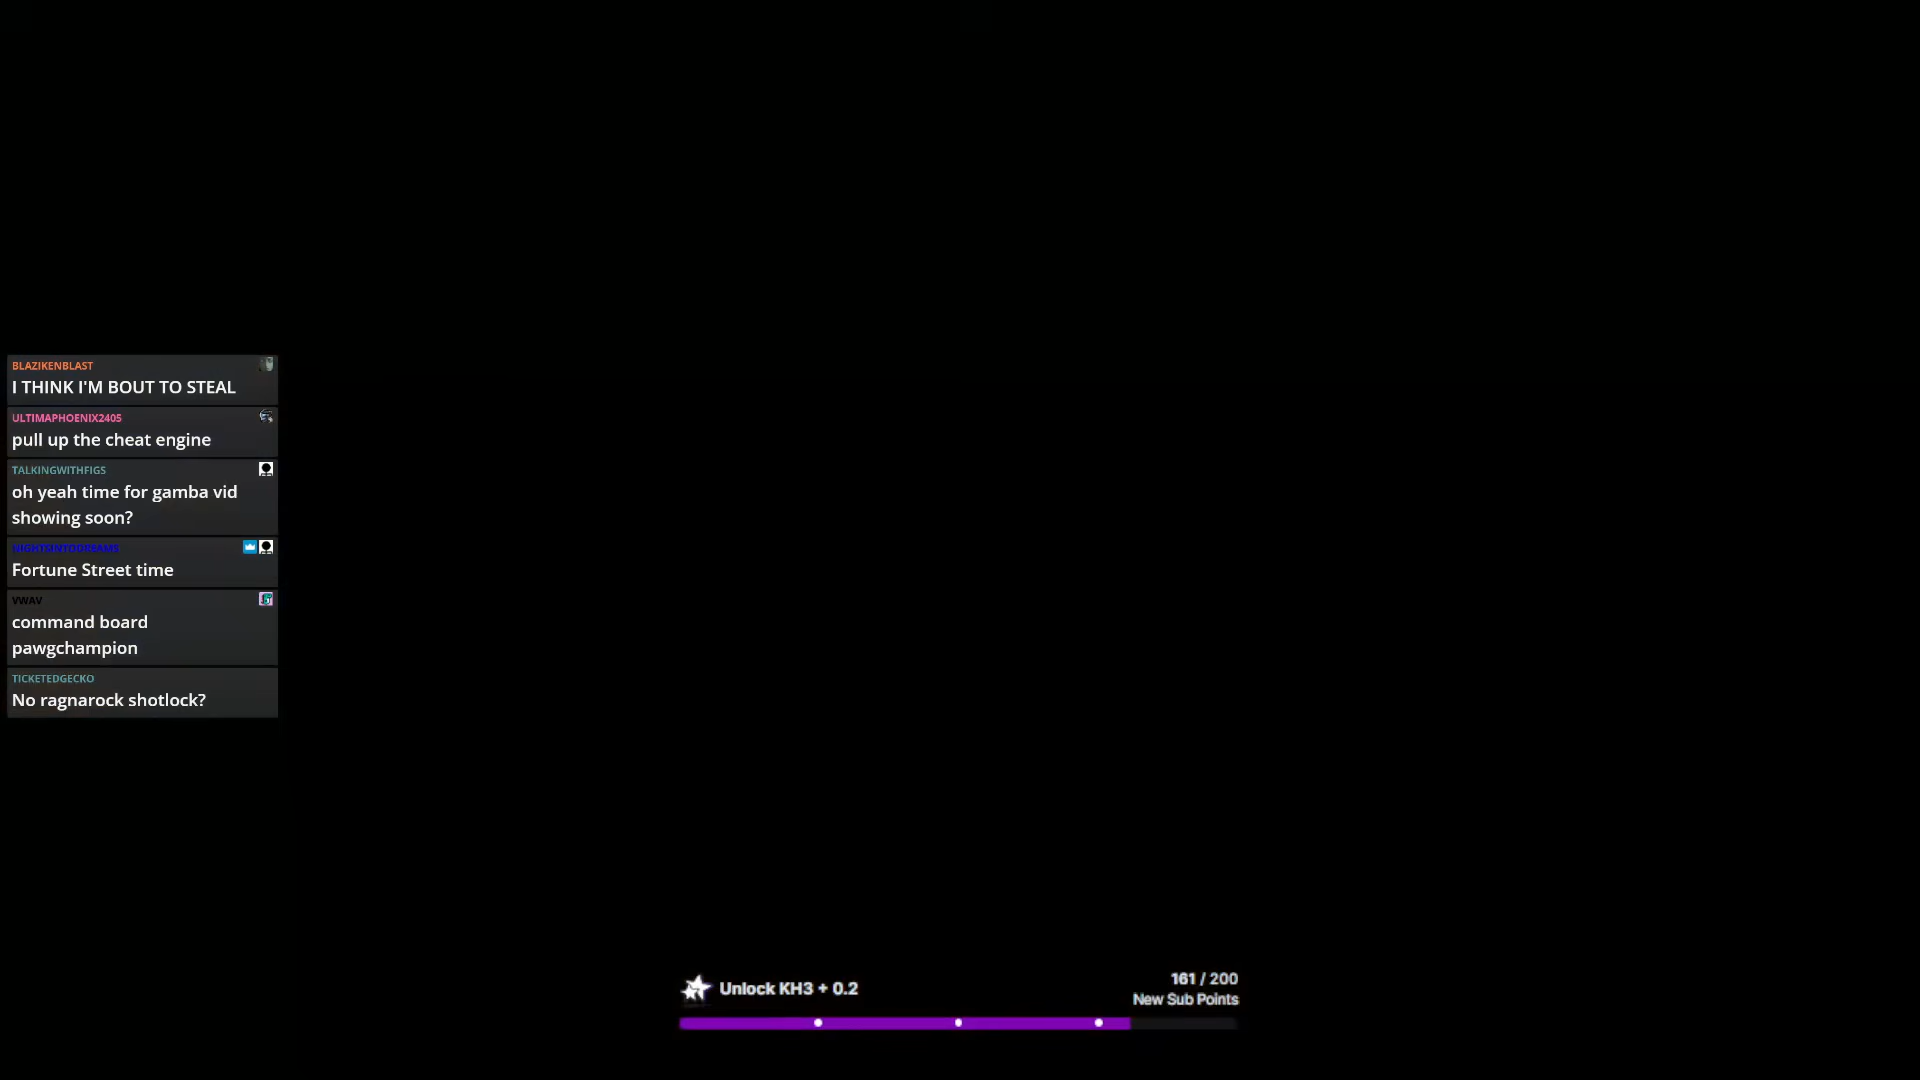 BLAZIKENBLAST
I THINK I'M BOUT TO STEAL
ULTIMAPHOENIX2405
pull up the cheat engine
TALKINGWITHFIGS
oh yeah time for gamba vid
showing soon?
NIGHTSINTODREAMS
Fortune Street time
VWAV
command board
pawgchampion
TICKETEDGECKO
No ragnarock shotlock?
Unlock KH3 + 0.2
161 / 200
New Sub Points